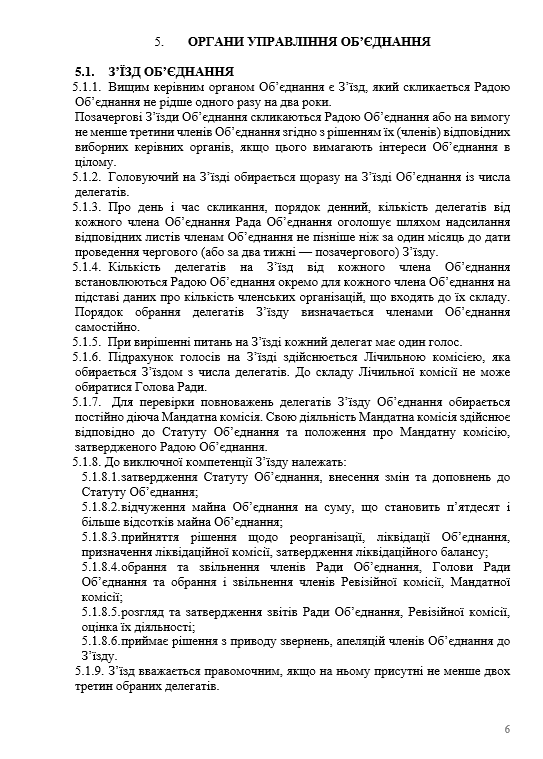 5. ОРГАНИ УПРАВЛІННЯ ОБ’ЄДНАННЯ
5.1. З’ЇЗД ОБ’ЄДНАННЯ
5.1.1. Вищим керівним органом Об’єднання є З’їзд, який скликається Радою
Об’єднання не рідше одного разу на два роки.
Позачергові З’їзди Об’єднання скликаються Радою Об’єднання або на вимогу
не менше третини членів Об’єднання згідно з рішенням їх (членів) відповідних
виборних керівних органів, якщо цього вимагають інтереси Об’єднання в
цілому.
5.1.2. Головуючий на З’їзді обирається щоразу на З’їзді Об’єднання із числа
делегатів.
5.1.3. Про день і час скликання, порядок денний, кількість делегатів від
кожного члена Об’єднання Рада Об’єднання оголошує шляхом надсилання
відповідних листів членам Об’єднання не пізніше ніж за один місяць до дати
проведення чергового (або за два тижні — позачергового) З’їзду.
5.1.4. Кількість делегатів на З’їзд від кожного члена Об’єднання
встановлюються Радою Об’єднання окремо для кожного члена Об’єднання на
підставі даних про кількість членських організацій, що входять до їх складу.
Порядок обрання делегатів З’їзду визначається членами Об’єднання
самостійно.
5.1.5. При вирішенні питань на З’їзді кожний делегат має один голос.
5.1.6. Підрахунок голосів на З’їзді здійснюється Лічильною комісією, яка
обирається З’їздом з числа делегатів. До складу Лічильної комісії не може
обиратися Голова Ради.
5.1.7. Для перевірки повноважень делегатів З’їзду Об’єднання обирається
постійно діюча Мандатна комісія. Свою діяльність Мандатна комісія здійснює
відповідно до Статуту Об’єднання та положення про Мандатну комісію,
затвердженого Радою Об’єднання.
5.1.8. До виключної компетенції З’їзду належать:
5.1.8.1.затвердження Статуту Об’єднання, внесення змін та доповнень до
Статуту Об’єднання;
5.1.8.2.відчуження майна Об’єднання на суму, що становить п’ятдесят і
більше відсотків майна Об’єднання;
5.1.8.3.прийняття рішення щодо реорганізації, ліквідації Об’єднання,
призначення ліквідаційної комісії, затвердження ліквідаційного балансу;
5.1.8.4.обрання та звільнення членів Ради Об’єднання, Голови Ради
Об’єднання та обрання і звільнення членів Ревізійної комісії, Мандатної
комісії;
5.1.8.5.розгляд та затвердження звітів Ради Об’єднання, Ревізійної комісії,
оцінка їх діяльності;
5.1.8.6.приймає рішення з приводу звернень, апеляцій членів Об’єднання до
З’їзду.
5.1.9. З’їзд вважається правомочним, якщо на ньому присутні не менше двох
третин обраних делегатів.
6